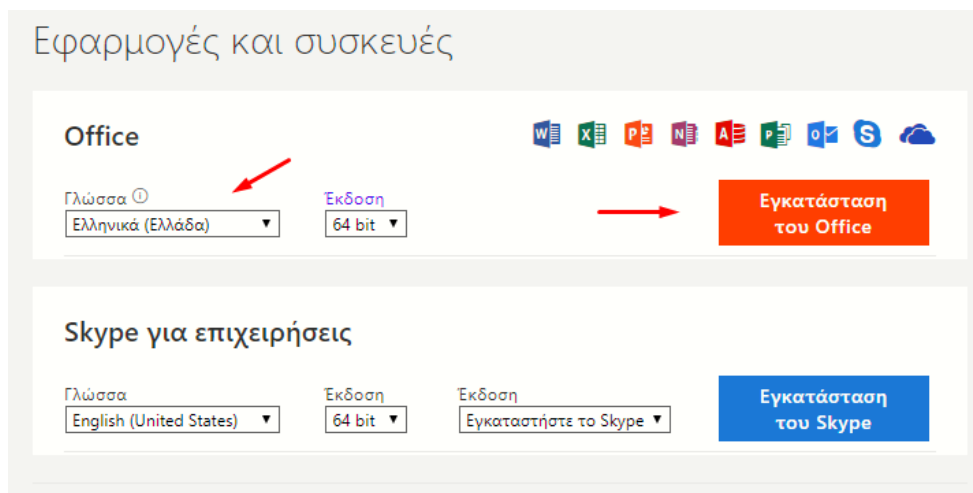 Εφαρμογές και συσκευές
Office
Γλώσσα
Έκδοση
Ελληνικά (Ελλάδα)
64 bit
Εγκατάσταση
του Office
Skype για επιχειρήσεις
Γλώσσα
Έκδοση
Έκδοση
English (United States)
64 bit
Εγκαταστήστε το Skype
Εγκατάσταση
του Skype